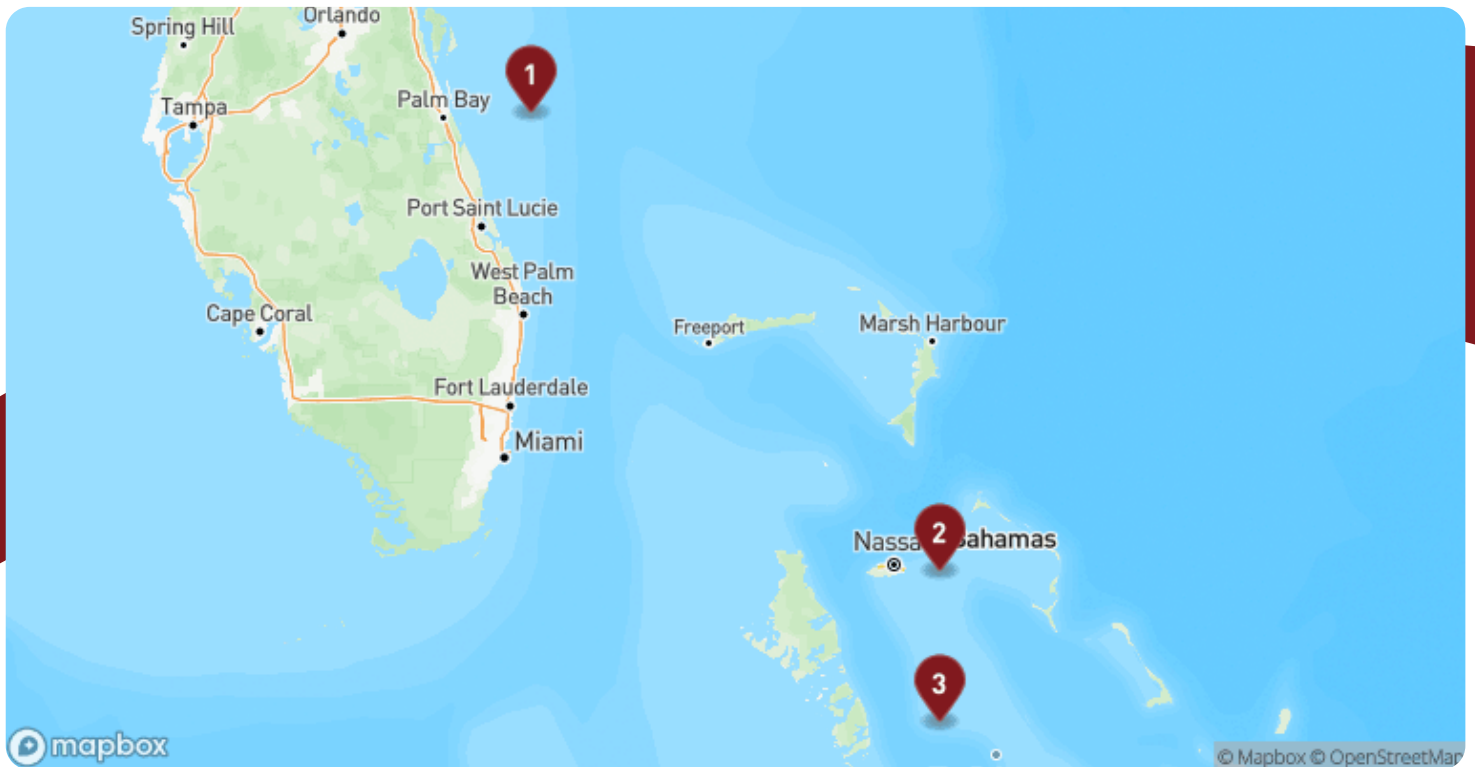 Orlando
Spring Hill
1
Palm Bay
Tampa
Port Saint Lucie
West Palm
Beach
Cape Coral
Freeport
Marsh Harbour
Fort Lauderdale
Miami
2
Nassa
Bahamas
3
mapbox
© Mapbox © OpenStreetMap